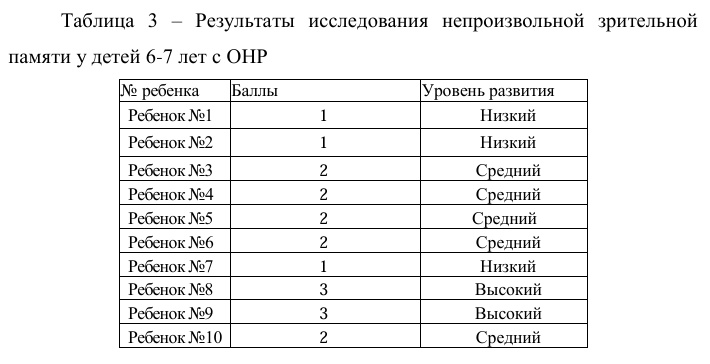 Таблица 3 – Результаты исследования непроизвольной зрительной
памяти у детей 6-7 лет с ОНР
№ ребенка Баллы Уровень развития
Ребенок №1 1 Низкий
Ребенок №2 1 Низкий
Ребенок №3 2 Средний
Ребенок №4 2 Средний
Ребенок №5 2 Средний
Ребенок №6 2 Средний
Ребенок №7 1 Низкий
Ребенок №8 3 Высокий
Ребенок №9 3 Высокий
Ребенок №10 2 Средний